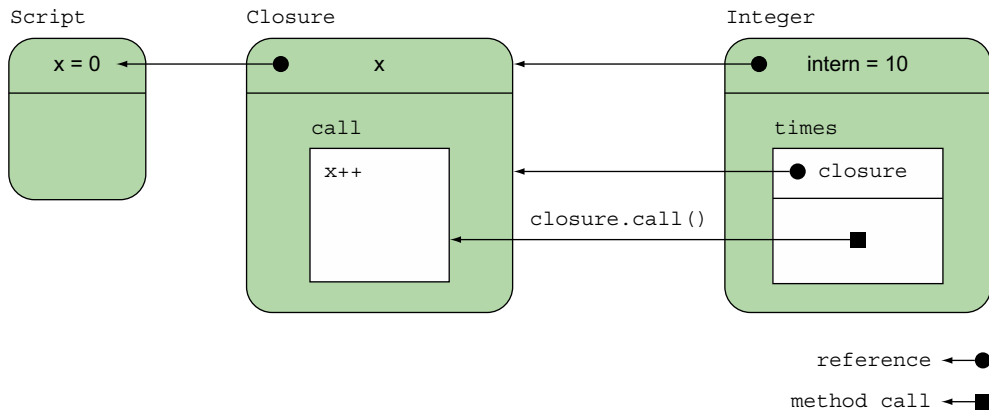 Script
Closure
Integer
x = 0
x
intern = 10
call
times
x++
closure
closure.call()
reference
method call